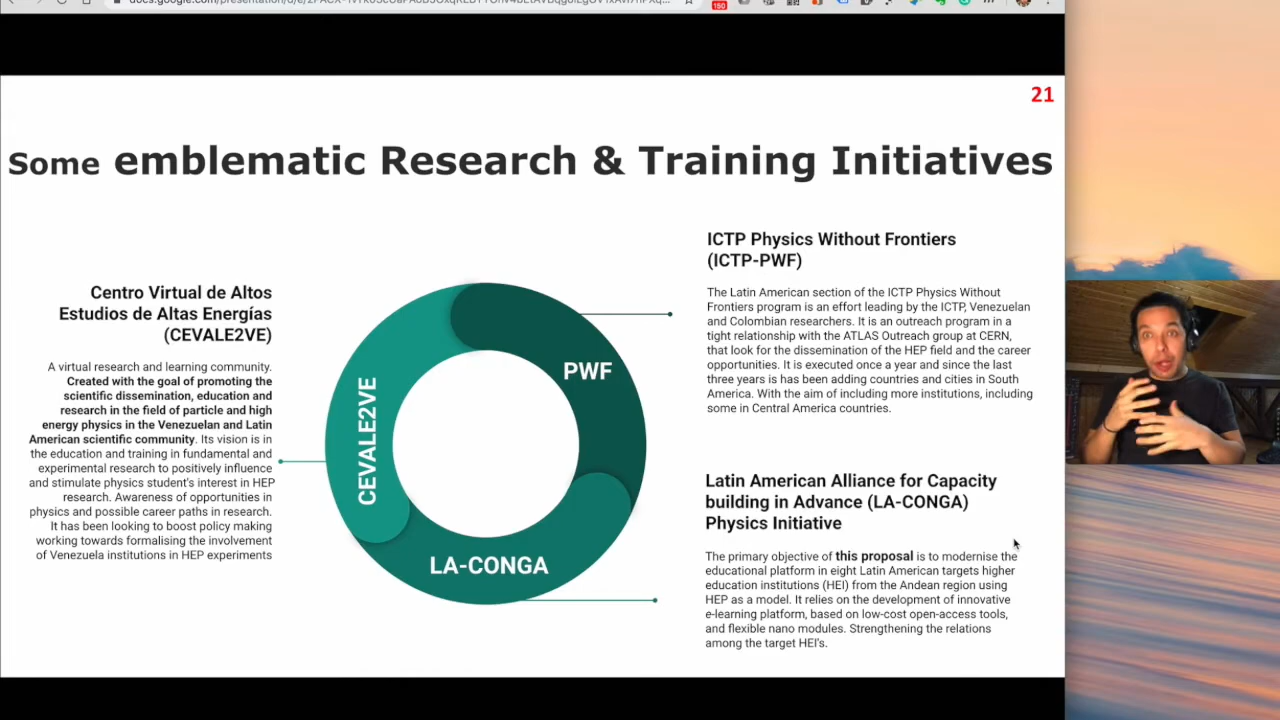 21
Some emblematic Research & Training Initiatives
Centro Virtual de Altos
Estudios de Altas Energías
(CEVALE2VE)
A virtual research and learning community.
Created with the goal of promoting the
scientific dissemination, education and
research in the field of particle and high
energy physics in the Venezuelan and Latin
American scientific community. Its vision is in
the education and training in fundamental and
experimental research to positively influence
and stimulate physics student's interest in HEP
research. Awareness of opportunities in
physics and possible career paths in research.
It has been looking to boost policy making
working towards formalising the involvement
of Venezuela institutions in HEP experiments
CEVALE2VE
PWF
LA-CONGA
ICTP Physics Without Frontiers
(ICTP-PWF)
The Latin American section of the ICTP Physics Without
Frontiers program is an effort leading by the ICTP, Venezuelan
and Colombian researchers. It is an outreach program in a
tight relationship with the ATLAS Outreach group at CERN,
that look for the dissemination of the HEP field and the career
opportunities. It is executed once a year and since the last
three years is has been adding countries and cities in South
America. With the aim of including more institutions, including
some in Central America countries.
Latin American Alliance for Capacity
building in Advance (LA-CONGA)
Physics Initiative
The primary objective of this proposal is to modernise the
educational platform in eight Latin American targets higher
education institutions (HEI) from the Andean region using
HEP as a model. It relies on the development of innovative
e-learning platform, based on low-cost open-access tools,
and flexible nano modules. Strengthening the relations
among the target HEI's.
150